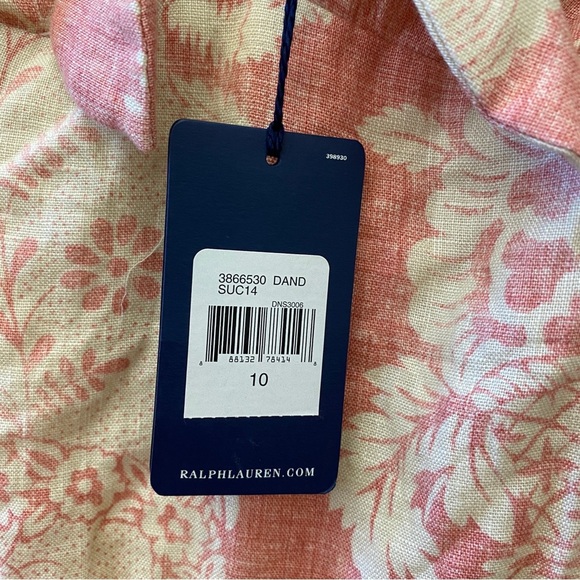 398930
3866530 DAND
SUC14
DNS3006
8 88132 78414 8
10
RALPHLAUREN.COM